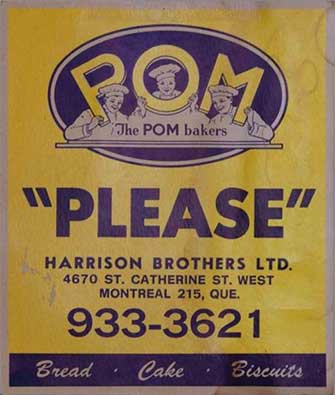 POM
The POM bakers
"PLEASE"
HARRISON BROTHERS LTD.
4670 ST. CATHERINE ST. WEST
MONTREAL 215, QUE.
933-3621
Bread · Cake · Biscuits